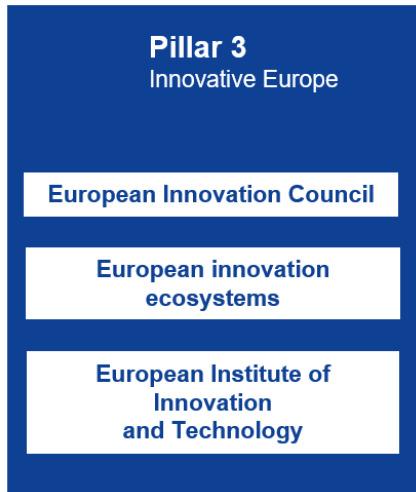 Pillar 3
Innovative Europe
European Innovation Council
European innovation
ecosystems
European Institute of
Innovation
and Technology